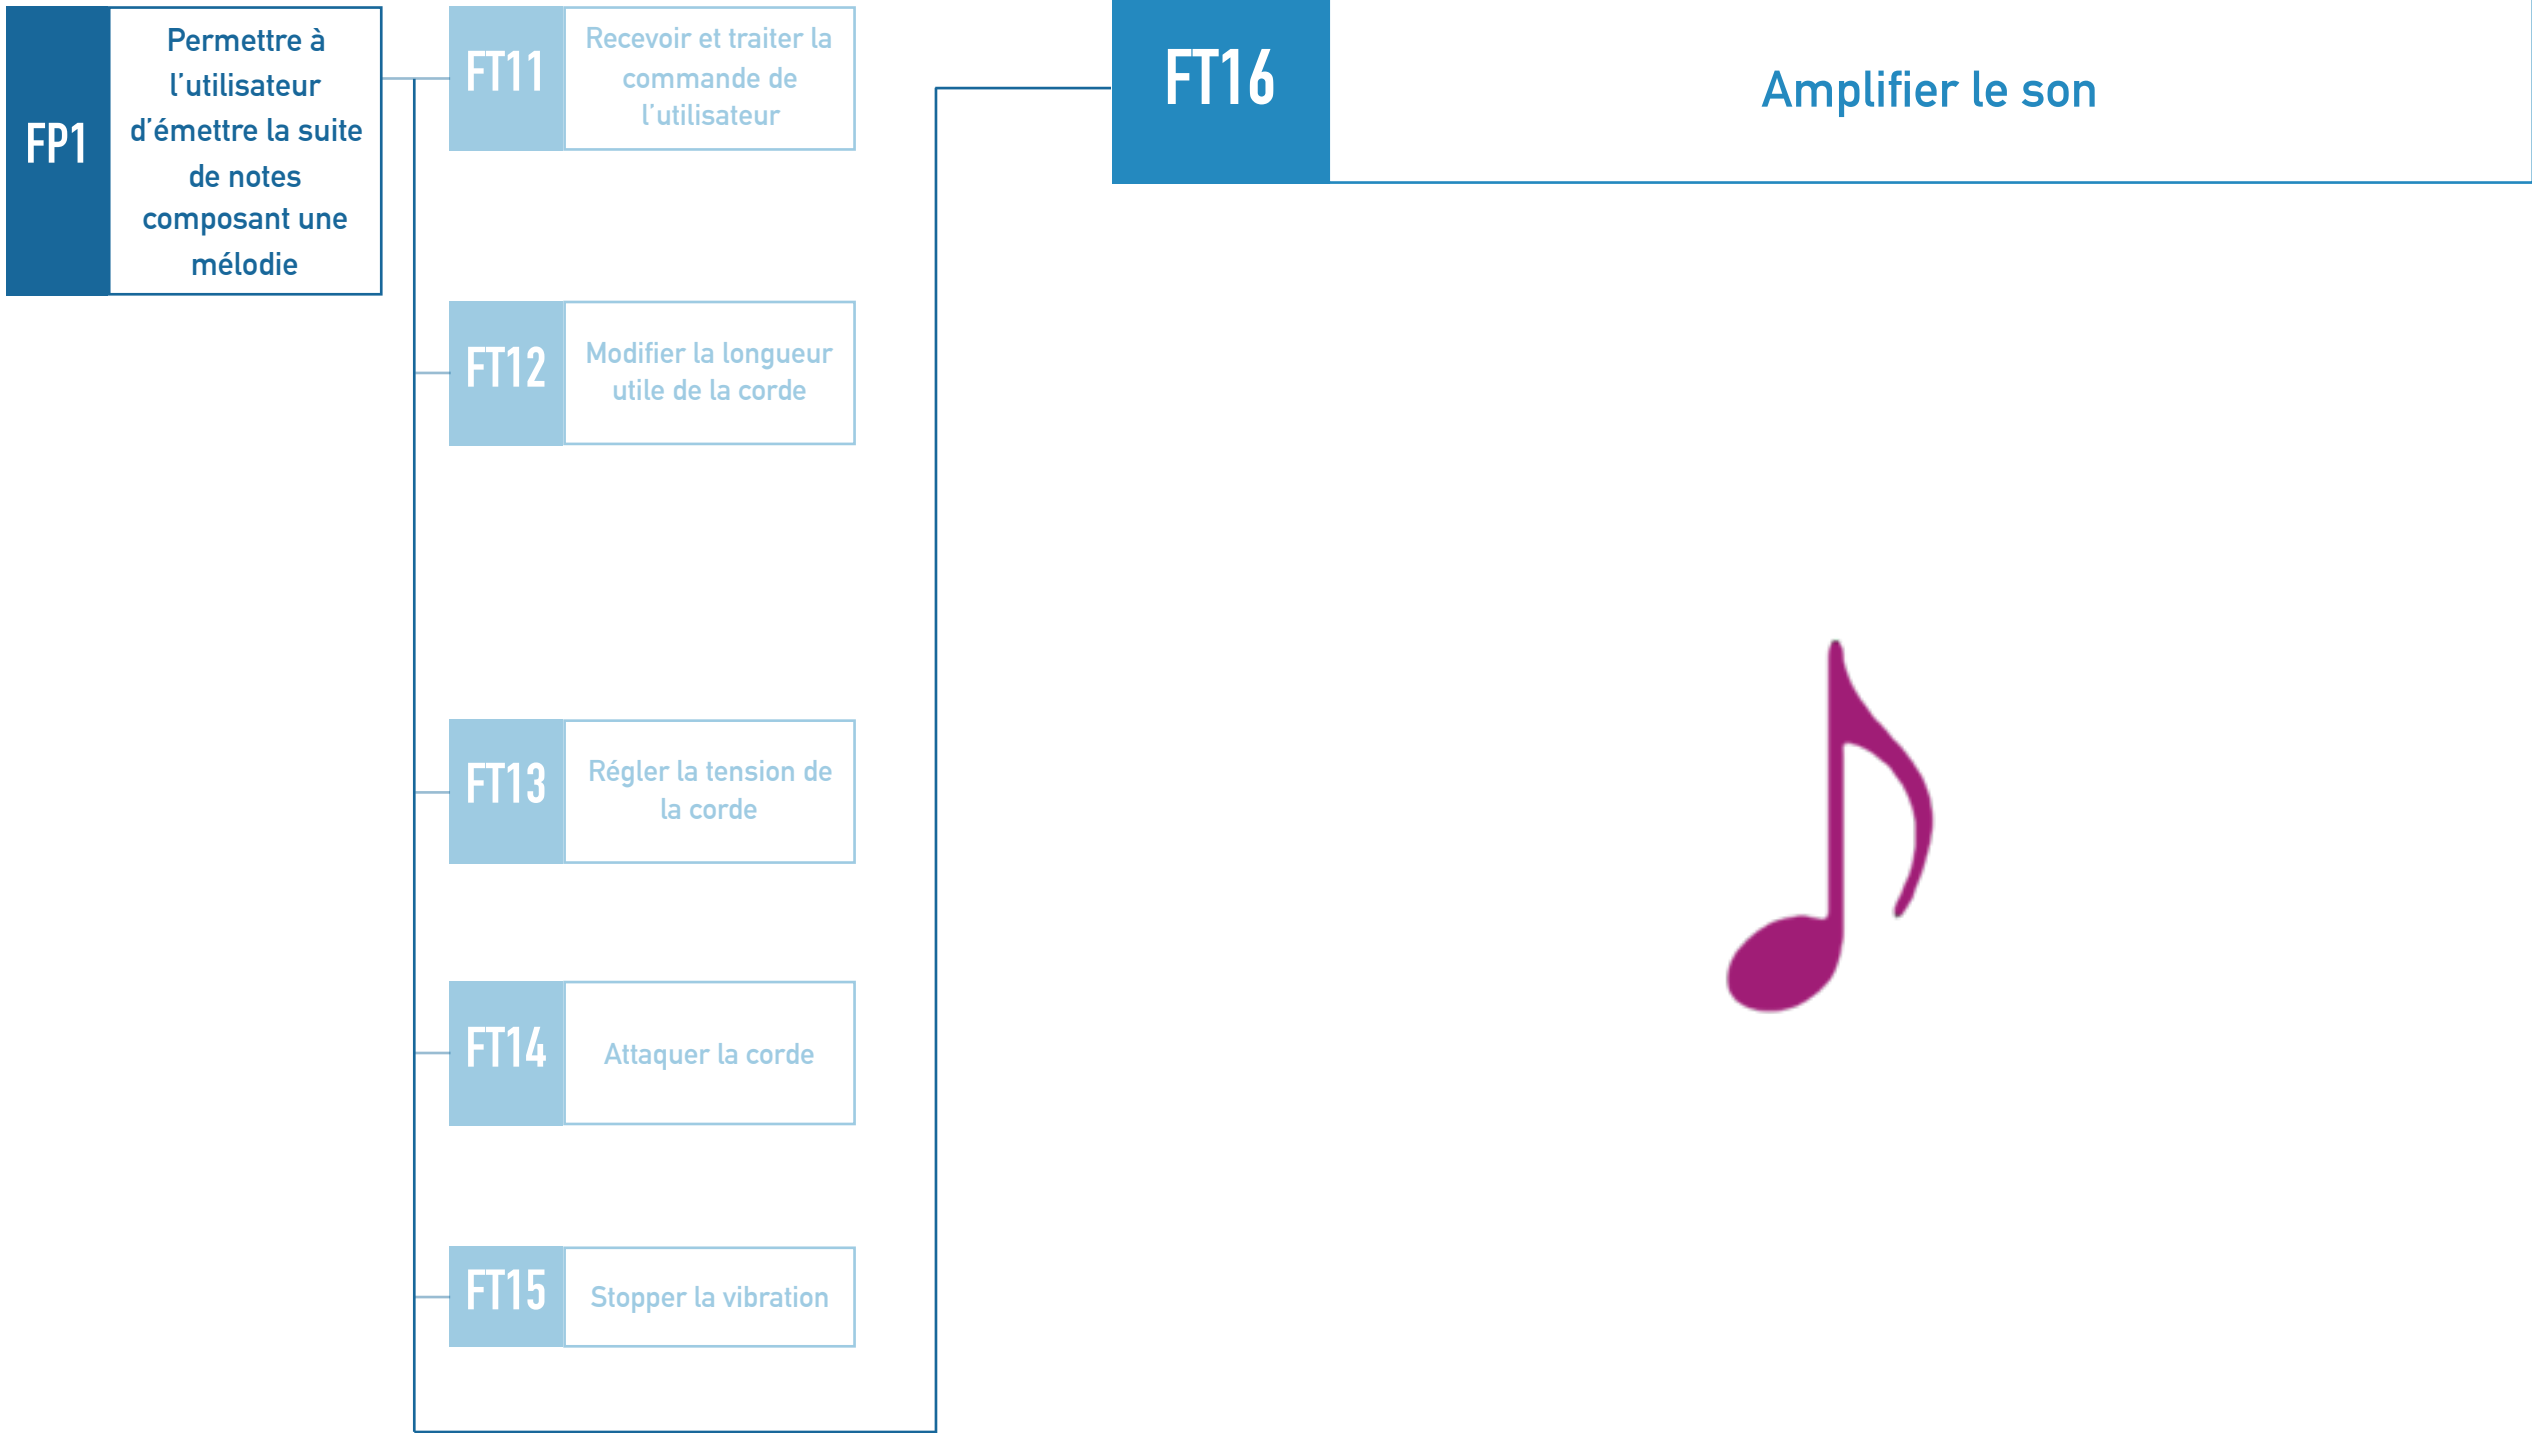 FP1
Permettre à
l’utilisateur
d’émettre la suite
de notes
composant une
mélodie
FT11
Recevoir et traiter la
commande de
l’utilisateur
FT12
Modifier la longueur
utile de la corde
FT13
Régler la tension de
la corde
FT14
Attaquer la corde
FT15
Stopper la vibration
FT16
Amplifier le son